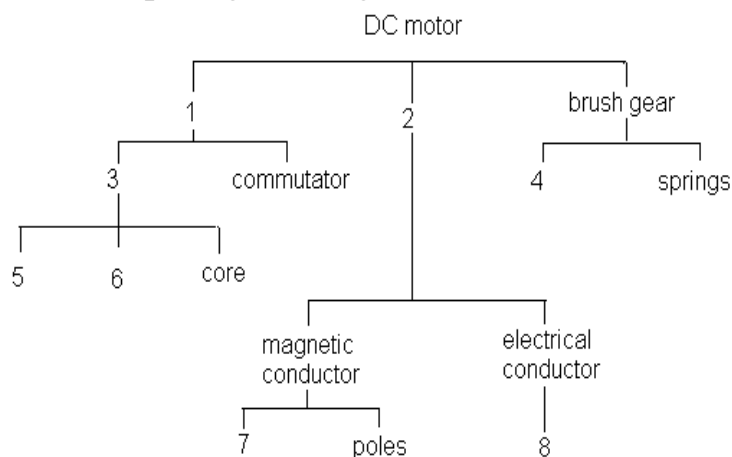 DC motor
1
2
brush gear
3
commutator
4
springs
5
6
core
magnetic
conductor
electrical
conductor
7
poles
8